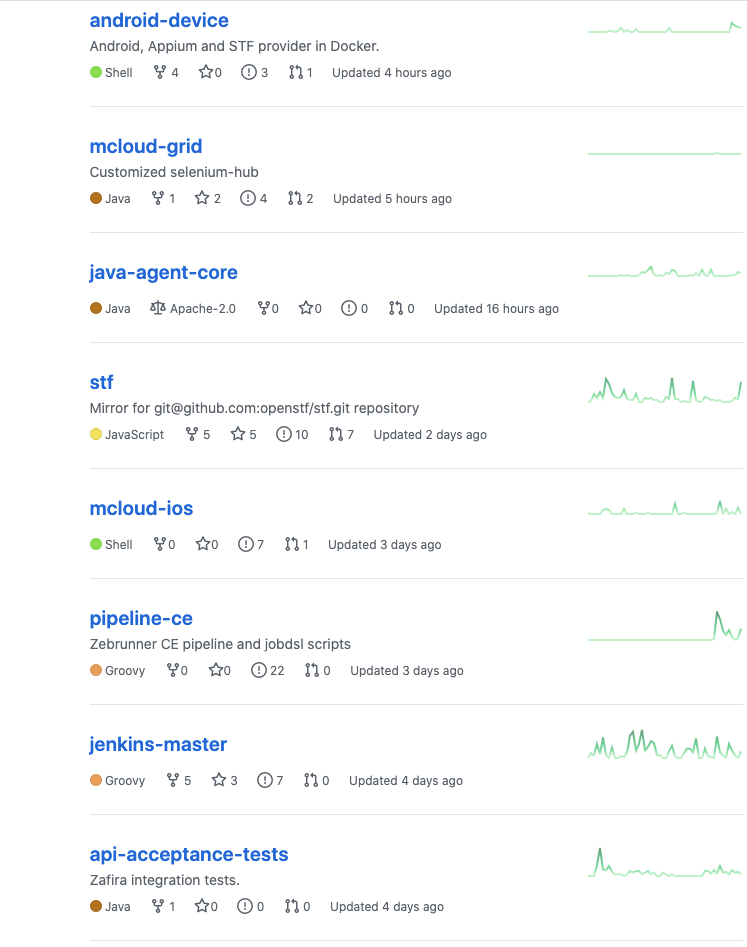 android-device
Android, Appium and STF provider in Docker.
Shell 4 0 3 1 Updated 4 hours ago
mcloud-grid
Customized selenium-hub
Java 1 2 4 2 Updated 5 hours ago
java-agent-core
Java Apache-2.0 0 0 0 0 Updated 16 hours ago
stf
Mirror for git@github.com:openstf/stf.git repository
JavaScript 5 5 10 7 Updated 2 days ago
mcloud-ios
Shell 0 0 7 1 Updated 3 days ago
pipeline-ce
Zebrunner CE pipeline and jobdsl scripts
Groovy 0 0 22 0 Updated 3 days ago
jenkins-master
Groovy 5 3 7 0 Updated 4 days ago
api-acceptance-tests
Zafira integration tests.
Java 1 0 0 0 Updated 4 days ago